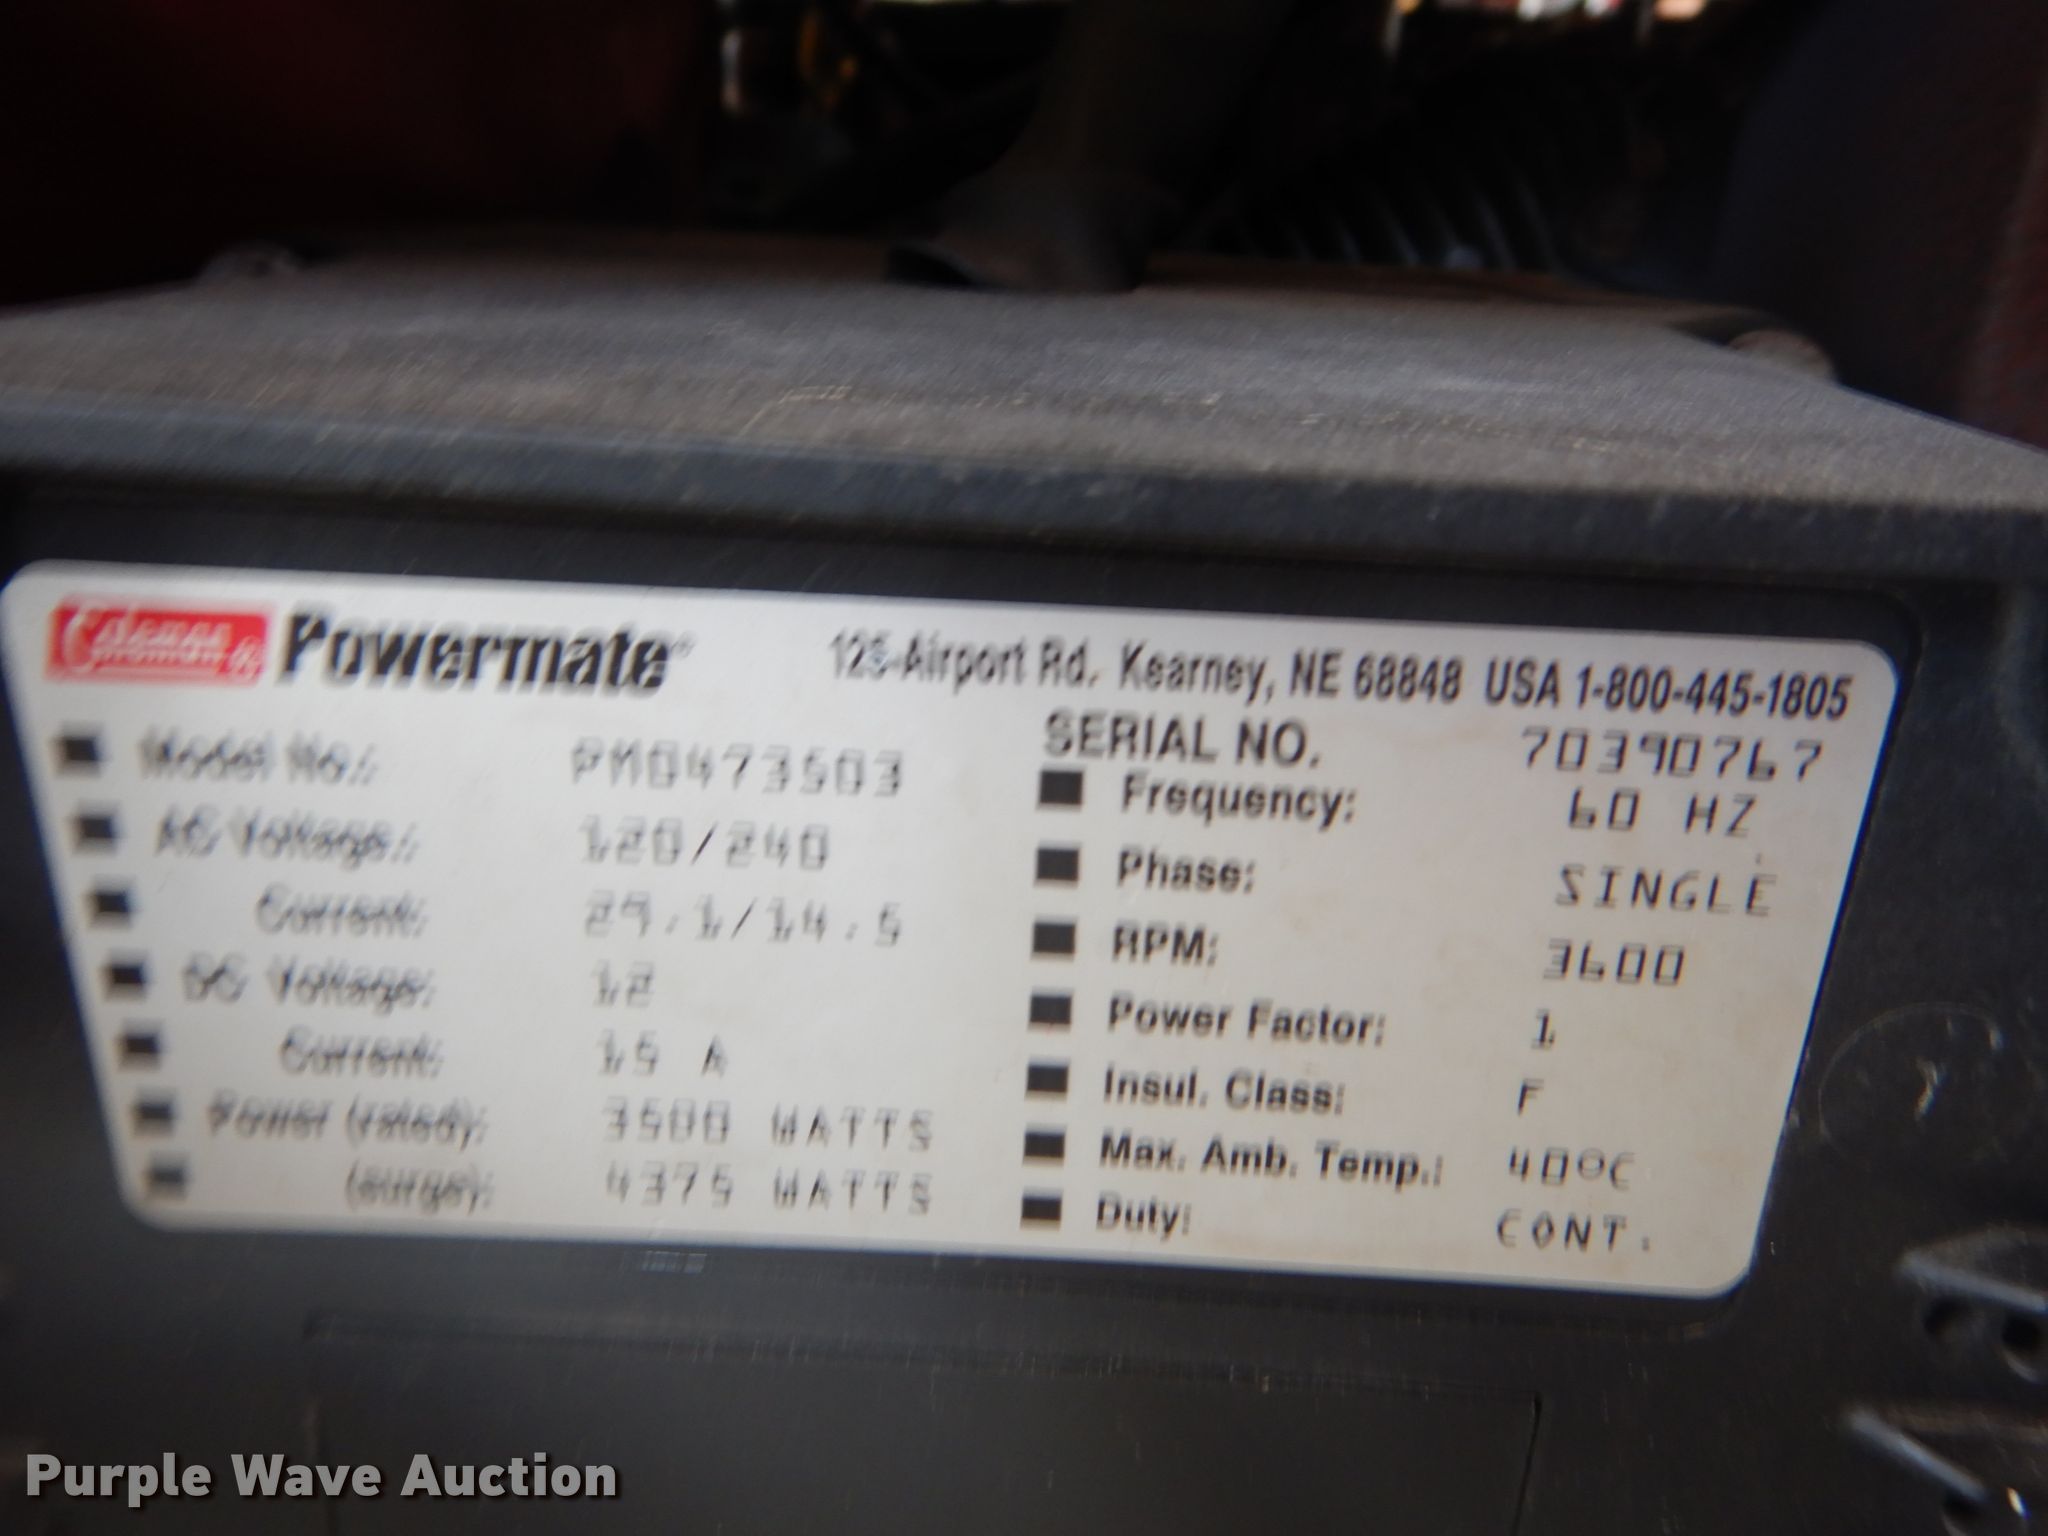 Coleman® Powermate® 125-Airport Rd. Kearney, NE 68848 USA 1-800-445-1805
Model No.: PM0473503
AC Voltage: 120/240
Current: 29.1/14.5
DC Voltage: 12
Current: 15 A
Power (rated): 3500 WATTS
(surge): 4375 WATTS
SERIAL NO. 70390767
Frequency: 60 HZ
Phase: SINGLE
RPM: 3600
Power Factor: 1
Insul. Class: F
Max. Amb. Temp.: 40°C
Duty: CONT.
Purple Wave Auction